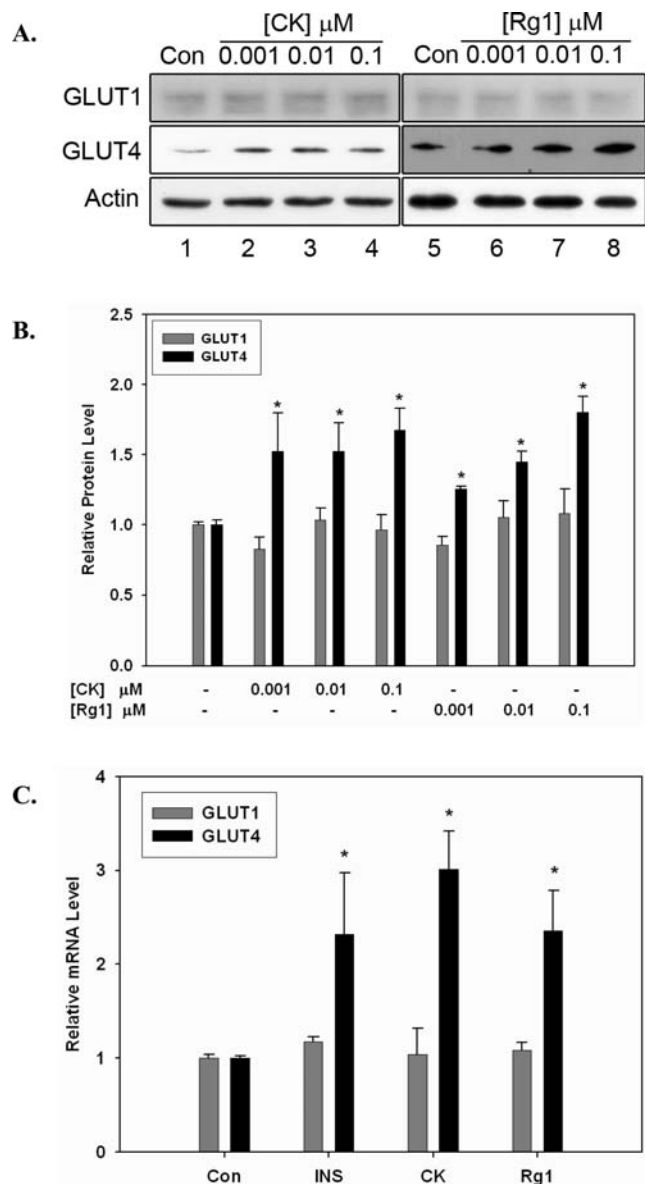 A.
[CK] µM [Rg1] µM
Con 0.001 0.01 0.1 Con 0.001 0.01 0.1
GLUT1
GLUT4
Actin
1 2 3 4 5 6 7 8
B.
2.5
2.0
1.5
1.0
0.5
0.0
Relative Protein Level
GLUT1
GLUT4
* * * * * *
[CK] µM - 0.001 0.01 0.1 - - -
[Rg1] µM - - - - 0.001 0.01 0.1
C.
4
3
2
1
0
Relative mRNA Level
GLUT1
GLUT4
* * *
Con INS CK Rg1